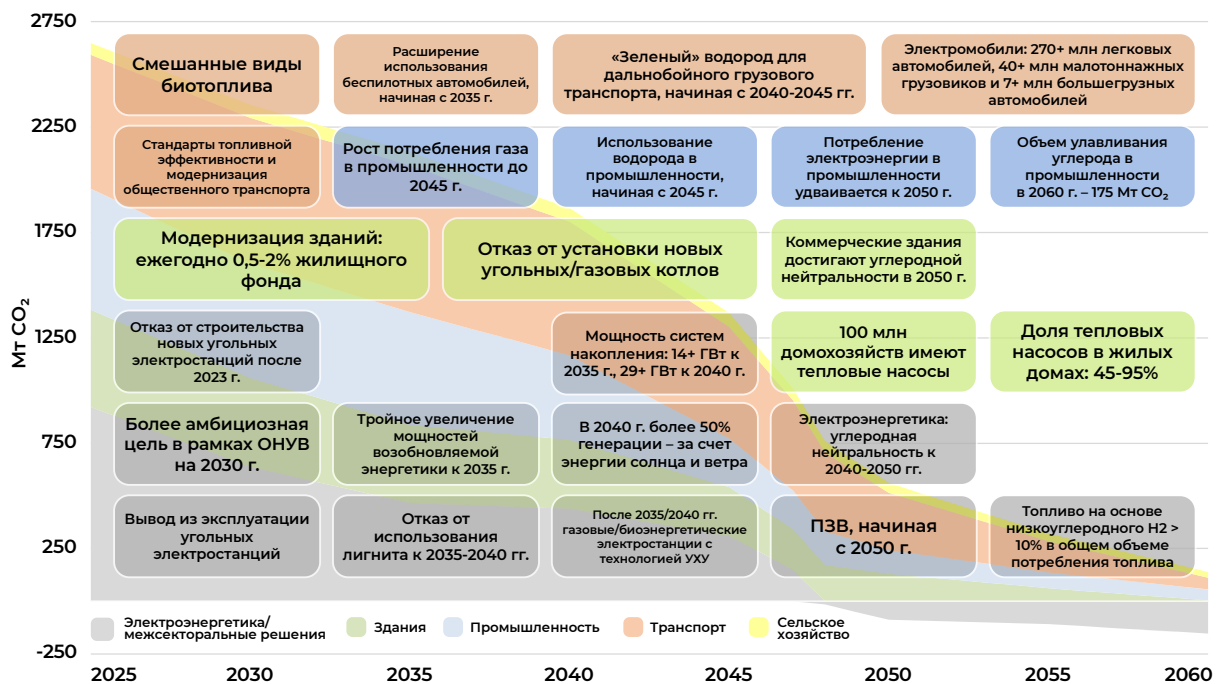 2750
2250
1750
1250
750
250
-250
Мт CO₂
Смешанные виды
биотоплива
Расширение
использования
беспилотных автомобилей,
начиная с 2035 г.
«Зеленый» водород для
дальнобойного грузового
транспорта, начиная с 2040-2045 гг.
Электромобили: 270+ млн легковых
автомобилей, 40+ млн малотоннажных
грузовиков и 7+ млн большегрузных
автомобилей
Стандарты топливной
эффективности и
модернизация
общественного транспорта
Рост потребления газа
в промышленности до
2045 г.
Использование
водорода в
промышленности,
начиная с 2045 г.
Потребление
электроэнергии в
промышленности
удваивается к 2050 г.
Объем улавливания
углерода в
промышленности
в 2060 г. – 175 Мт CO₂
Модернизация зданий:
ежегодно 0,5-2% жилищного
фонда
Отказ от установки новых
угольных/газовых котлов
Коммерческие здания
достигают углеродной
нейтральности в 2050 г.
Отказ от строительства
новых угольных
электростанций после
2023 г.
Мощность систем
накопления: 14+ ГВт к
2035 г., 29+ ГВт к 2040 г.
100 млн
домохозяйств имеют
тепловые насосы
Доля тепловых
насосов в жилых
домах: 45-95%
Более амбициозная
цель в рамках ОНУВ
на 2030 г.
Тройное увеличение
мощностей
возобновляемой
энергетики к 2035 г.
В 2040 г. более 50%
генерации – за счет
энергии солнца и ветра
Электроэнергетика:
углеродная
нейтральность к
2040-2050 гг.
Вывод из эксплуатации
угольных
электростанций
Отказ от
использования
лигнита к 2035-2040 гг.
После 2035/2040 гг.
газовые/биоэнергетические
электростанции с
технологией УХУ
ПЗВ, начиная
с 2050 г.
Топливо на основе
низкоуглеродного Н2 >
10% в общем объеме
потребления топлива
Электроэнергетика/
межсекторальные решения
Здания
Промышленность
Транспорт
Сельское
хозяйство
2025
2030
2035
2040
2045
2050
2055
2060